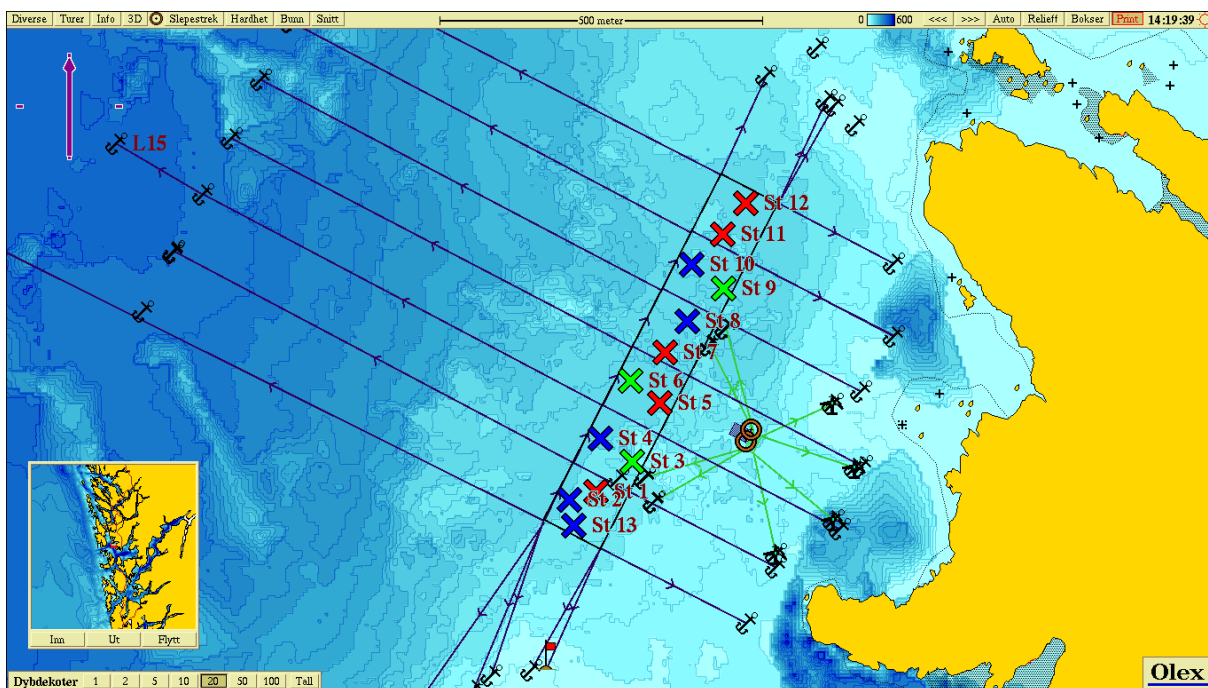 Diverse Turer Info 3D Slepestrek Hardhet Bunn Snitt 500 meter 0 600 <<< >>> Auto Relieff Bokser Print 14:19:39
L15
St 12
St 11
St 10
St 9
St 8
St 7
St 6
St 5
St 4
St 3
St 1
St 2
St 13
Inn Ut Flytt
Dybdekoter 1 2 5 10 20 50 100 Tall
Olex